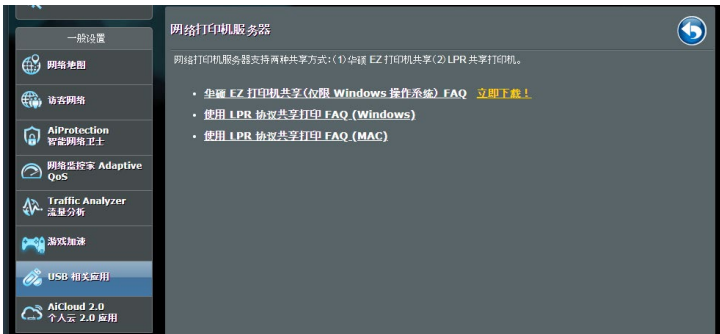 一般设置
网络地图
访客网络
AiProtection
智能网络卫士
网络监控家 Adaptive
QoS
Traffic Analyzer
流量分析
游戏加速
USB 相关应用
AiCloud 2.0
个人云 2.0 应用
网络打印机服务器
网络打印机服务器支持两种共享方式:(1)华硕 EZ 打印机共享(2) LPR 共享打印机。
华硕 EZ 打印机共享(仅限 Windows 操作系统) FAQ 立即下载！
使用 LPR 协议共享打印 FAQ (Windows)
使用 LPR 协议共享打印 FAQ (MAC)